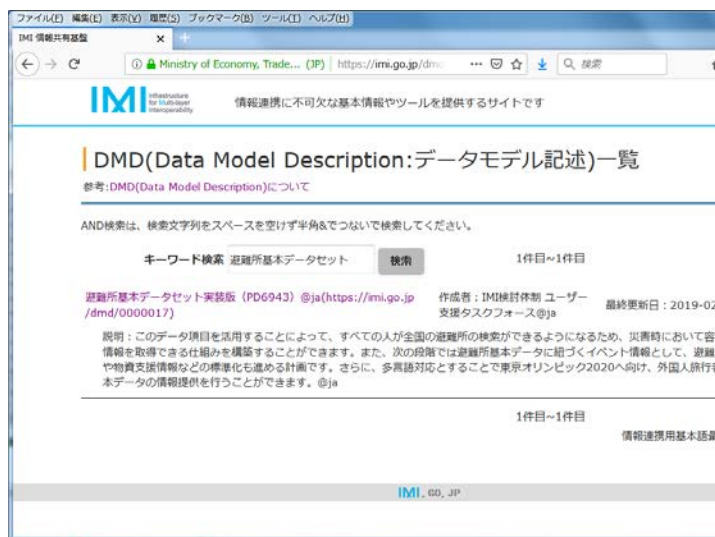 ファイル(F) 編集(E) 表示(V) 履歴(S) ブックマーク(B) ツール(T) ヘルプ(H)
IMI 情報共有基盤
Ministry of Economy, Trade... (JP) https://imi.go.jp/dmd 検索
IMI Infrastructure for Multi-layer Interoperability 情報連携に不可欠な基本情報やツールを提供するサイトです
DMD(Data Model Description:データモデル記述)一覧
参考:DMD(Data Model Description)について
AND検索は、検索文字列をスペースを空けず半角&でつないで検索してください。
キーワード検索 避難所基本データセット 検索 1件目~1件目
避難所基本データセット実装版（PD6943）@ja(https://imi.go.jp
/dmd/0000017)
作成者：IMI検討体制 ユーザー
支援タスクフォース@ja
最終更新日：2019-02
説明：このデータ項目を活用することによって、すべての人が全国の避難所の検索ができるようになるため、災害時において容
情報を取得できる仕組みを構築することができます。また、次の段階では避難所基本データに紐づくイベント情報として、避難
や物資支援情報などの標準化も進める計画です。さらに、多言語対応とすることで東京オリンピック2020へ向け、外国人旅行者
本データの情報提供を行うことができます。@ja
1件目~1件目
情報連携用基本語最
IMI. GO. JP